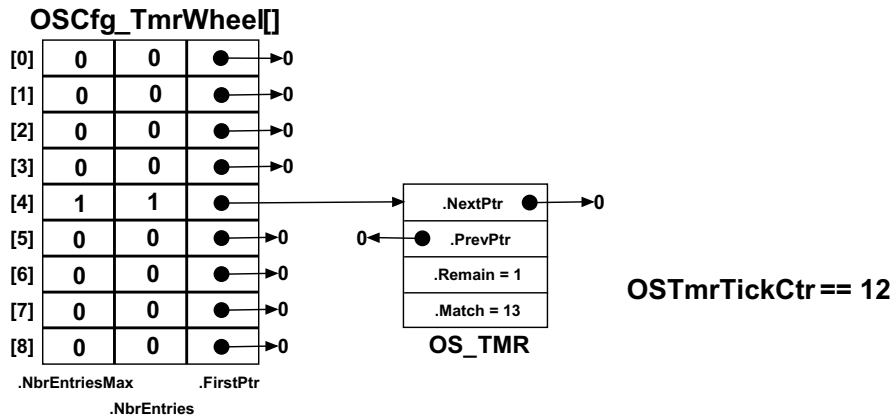 OSCfg_TmrWheel[]
[0] 0 0 0
[1] 0 0 0
[2] 0 0 0
[3] 0 0 0
[4] 1 1 .NextPtr 0
[5] 0 0 0 0 .PrevPtr
[6] 0 0 0 .Remain = 1
OSTmrTickCtr == 12
[7] 0 0 0 .Match = 13
[8] 0 0 0 OS_TMR
.NbrEntriesMax .FirstPtr
.NbrEntries